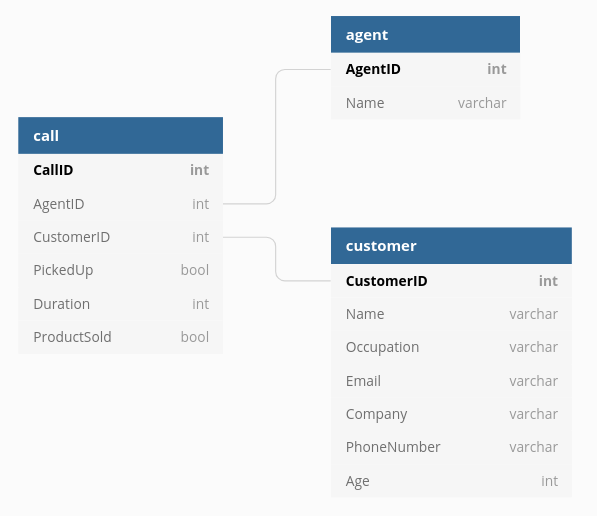 agent
AgentID int
Name varchar
call
CallID int
AgentID int
CustomerID int
PickedUp bool
Duration int
ProductSold bool
customer
CustomerID int
Name varchar
Occupation varchar
Email varchar
Company varchar
PhoneNumber varchar
Age int